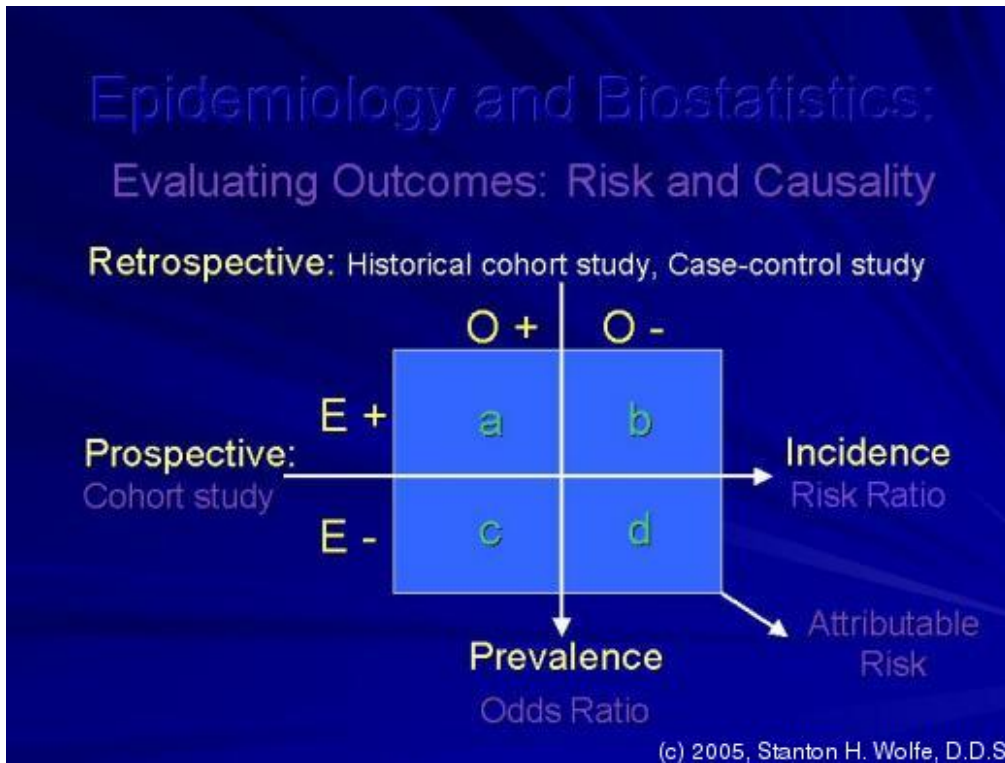 Epidemiology and Biostatistics:
Evaluating Outcomes: Risk and Causality
Retrospective: Historical cohort study, Case-control study
O + O -
E + a b
Prospective: Incidence
Cohort study Risk Ratio
E - c d
Attributable
Risk
Prevalence
Odds Ratio
(c) 2005, Stanton H. Wolfe, D.D.S